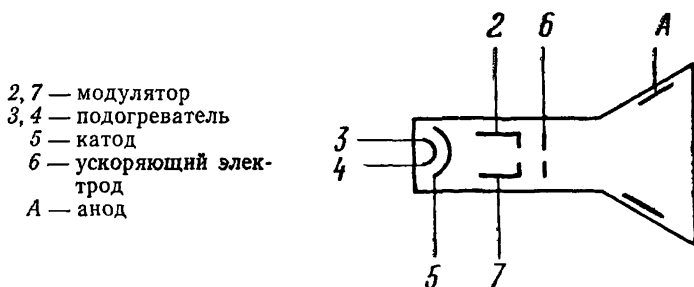 2, 7 — модулятор
3, 4 — подогреватель
5 — катод
6 — ускоряющий элек-
трод
А — анод
2 6 А
3
4
5 7